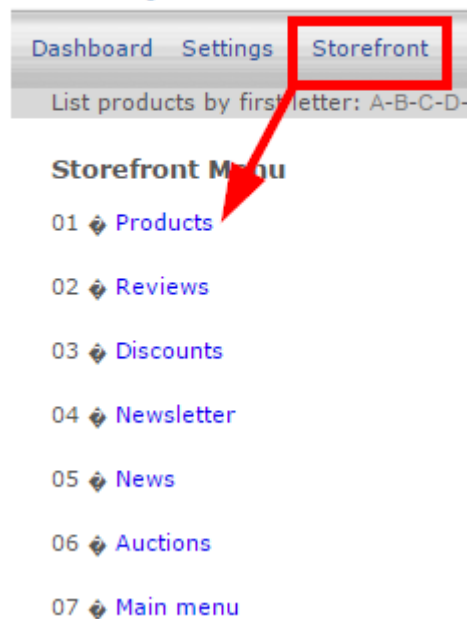 Dashboard Settings Storefront
List products by first letter: A-B-C-D-
Storefront Menu
01 � Products
02 � Reviews
03 � Discounts
04 � Newsletter
05 � News
06 � Auctions
07 � Main menu